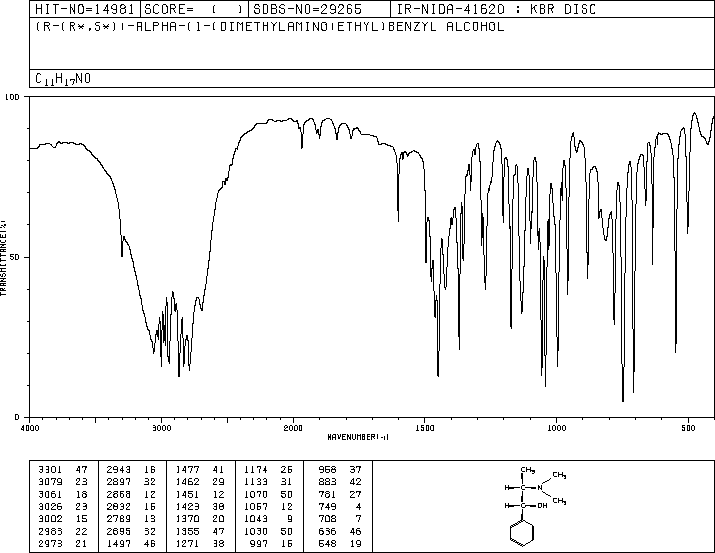 HIT-NO=14981 SCORE= ( ) SDBS-NO=29265 IR-NIDA-41620 : KBR DISC
(R-(R*,S*))-ALPHA-(1-(DIMETHYLAMINO)ETHYL)BENZYL ALCOHOL
C11H17NO
100
50
0
TRANSMITTANCE(%)
4000 3000 2000 1500 1000 500
WAVENUMBER(-1)
3301 47 2943 16 1477 41 1174 26 958 37
3079 23 2897 32 1462 29 1133 31 883 42
3061 18 2868 12 1451 12 1070 50 781 27
3026 23 2832 16 1423 38 1057 12 749 4
3002 15 2789 13 1370 20 1043 9 708 7
2983 22 2695 32 1355 47 1030 50 636 46
2973 21 1497 46 1271 38 997 16 548 19
CH3
CH3
H C N
CH3
H C OH